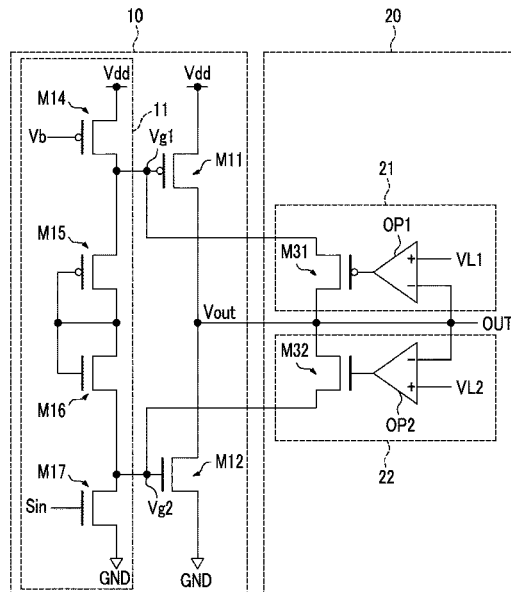 10
20
Vdd
Vdd
M14
11
Vb
Vg1
M11
21
OP1
M15
M31
+
VL1
-
Vout
OUT
M32
-
M16
+
VL2
OP2
M17
M12
22
Sin
Vg2
GND
GND